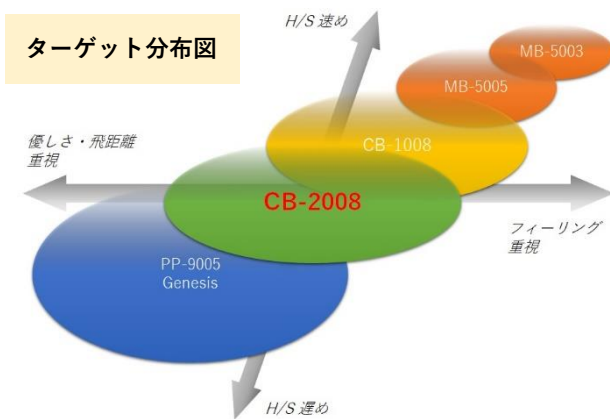 ターゲット分布図
H/S 速め
MB-5003
MB-5005
優しさ・飛距離
重視
CB-1008
CB-2008
フィーリング
重視
PP-9005
Genesis
H/S 遅め